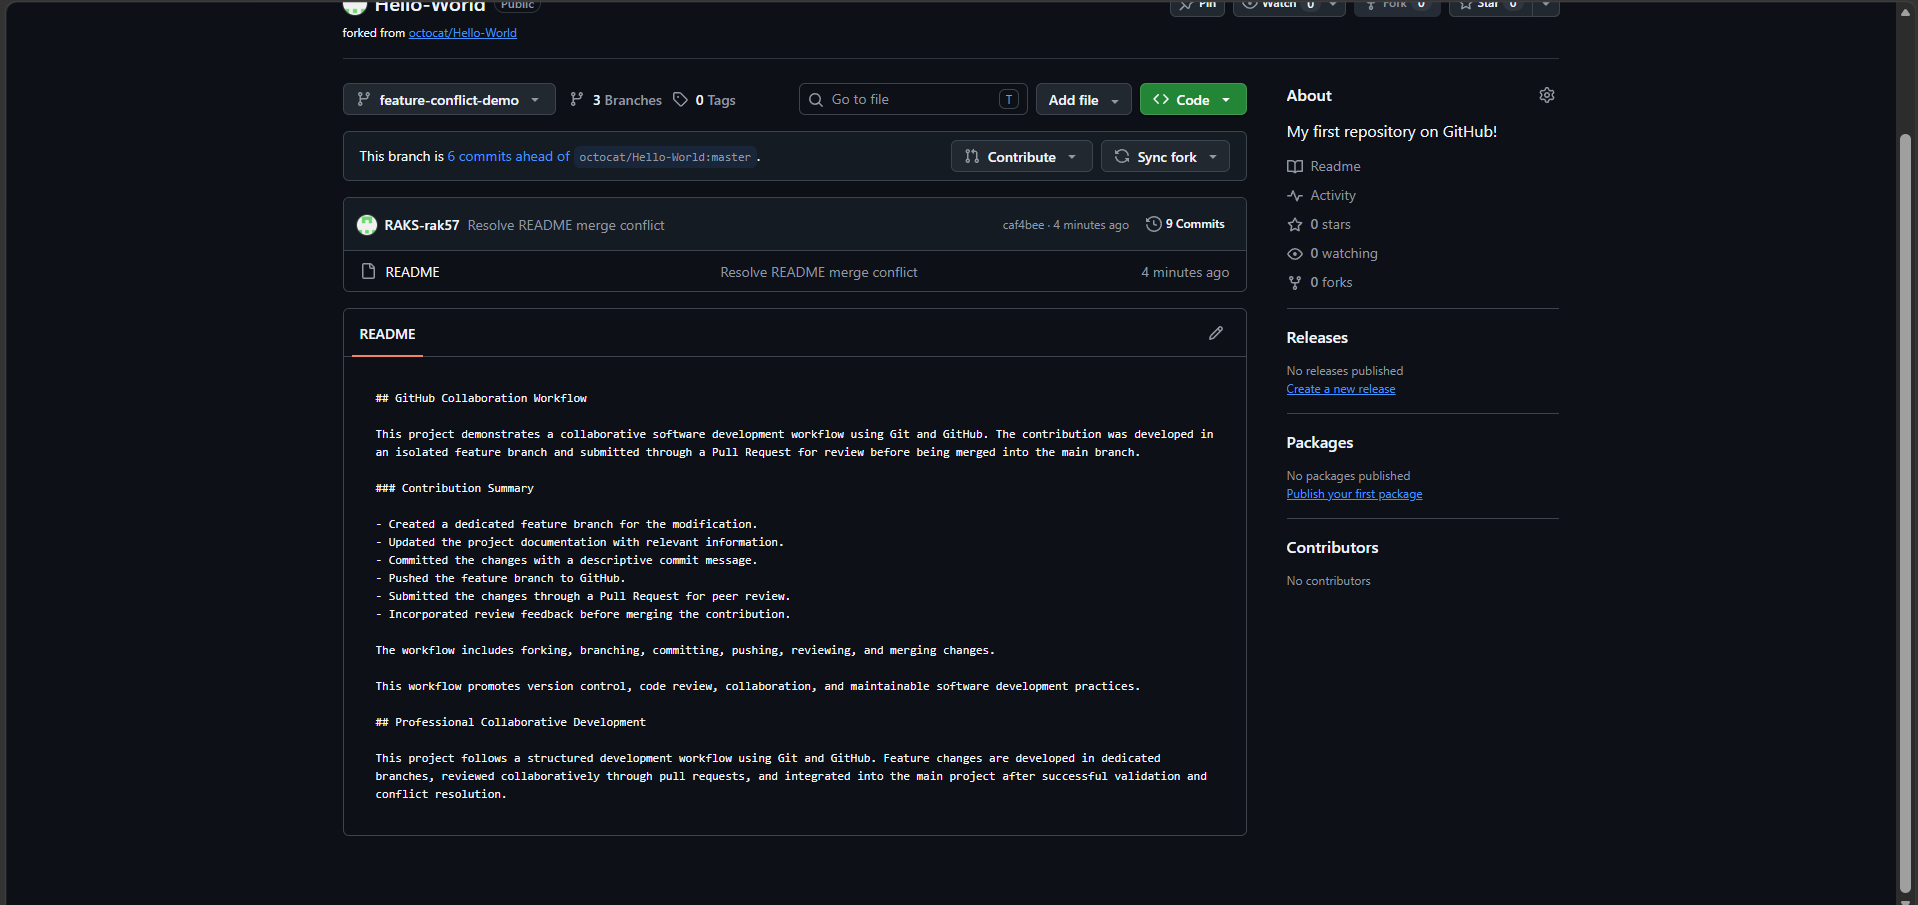 Hello-World Public
Pin
Watch 0
Fork 0
Star 0
forked from octocat/Hello-World
feature-conflict-demo
3 Branches
0 Tags
Go to file
T
Add file
Code
This branch is 6 commits ahead of octocat/Hello-World:master .
Contribute
Sync fork
RAKS-rak57 Resolve README merge conflict
caf4bee · 4 minutes ago
9 Commits
README
Resolve README merge conflict
4 minutes ago
README
## GitHub Collaboration Workflow
This project demonstrates a collaborative software development workflow using Git and GitHub. The contribution was developed in
an isolated feature branch and submitted through a Pull Request for review before being merged into the main branch.
### Contribution Summary
- Created a dedicated feature branch for the modification.
- Updated the project documentation with relevant information.
- Committed the changes with a descriptive commit message.
- Pushed the feature branch to GitHub.
- Submitted the changes through a Pull Request for peer review.
- Incorporated review feedback before merging the contribution.
The workflow includes forking, branching, committing, pushing, reviewing, and merging changes.
This workflow promotes version control, code review, collaboration, and maintainable software development practices.
## Professional Collaborative Development
This project follows a structured development workflow using Git and GitHub. Feature changes are developed in dedicated
branches, reviewed collaboratively through pull requests, and integrated into the main project after successful validation and
conflict resolution.
About
My first repository on GitHub!
Readme
Activity
0 stars
0 watching
0 forks
Releases
No releases published
Create a new release
Packages
No packages published
Publish your first package
Contributors
No contributors